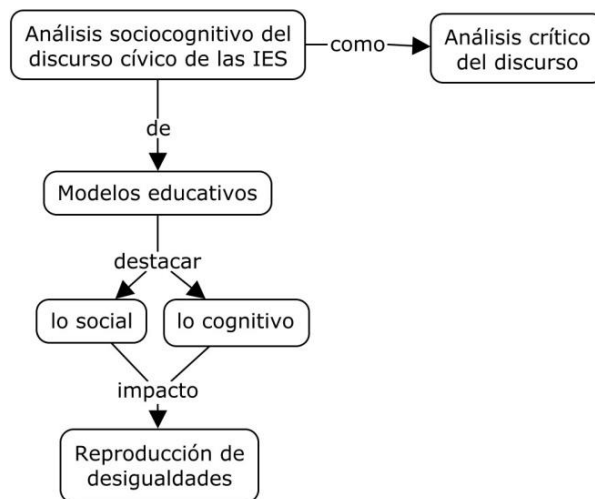 Análisis sociocognitivo del
discurso cívico de las IES
como
Análisis crítico
del discurso
de
Modelos educativos
destacar
lo social
lo cognitivo
impacto
Reproducción de
desigualdades